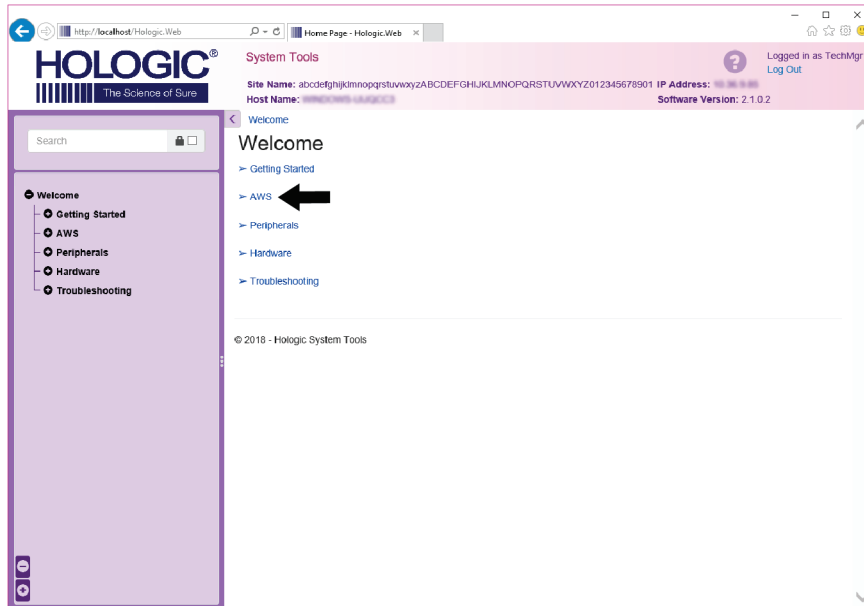 http://localhost/Hologic.Web
Home Page - Hologic.Web
HOLOGIC®
The Science of Sure
System Tools
Logged in as TechMgr
Log Out
Site Name: abcdefghijklmnopqrstuvwxyzABCDEFGHIJKLMNOPQRSTUVWXYZ012345678901 IP Address:
Host Name:
Software Version: 2.1.0.2
Search
Welcome
Getting Started
AWS
Peripherals
Hardware
Troubleshooting
Welcome
Welcome
➢ Getting Started
➢ AWS
➢ Peripherals
➢ Hardware
➢ Troubleshooting
© 2018 - Hologic System Tools